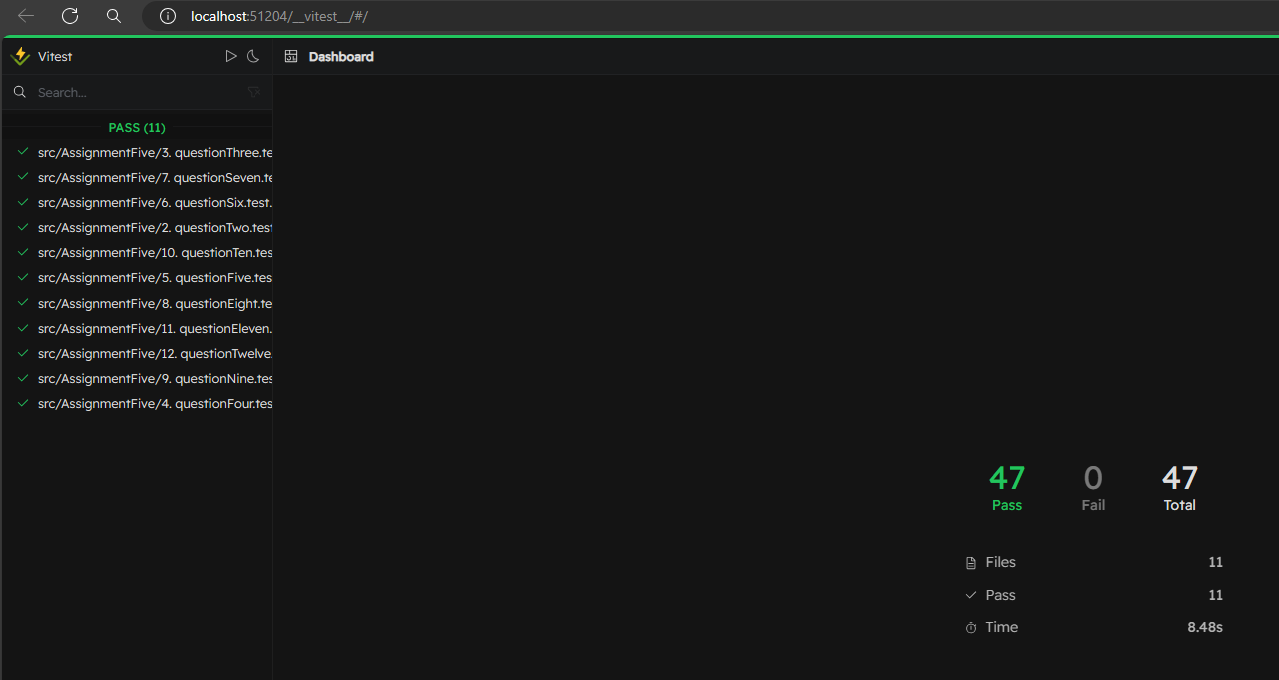 localhost:51204/__vitest__/#/
Vitest
Dashboard
Search...
PASS (11)
src/AssignmentFive/3. questionThree.te
src/AssignmentFive/7. questionSeven.te
src/AssignmentFive/6. questionSix.test.
src/AssignmentFive/2. questionTwo.test
src/AssignmentFive/10. questionTen.tes
src/AssignmentFive/5. questionFive.tes
src/AssignmentFive/8. questionEight.te
src/AssignmentFive/11. questionEleven.
src/AssignmentFive/12. questionTwelve.
src/AssignmentFive/9. questionNine.tes
src/AssignmentFive/4. questionFour.tes
47 0 47
Pass Fail Total
Files 11
Pass 11
Time 8.48s